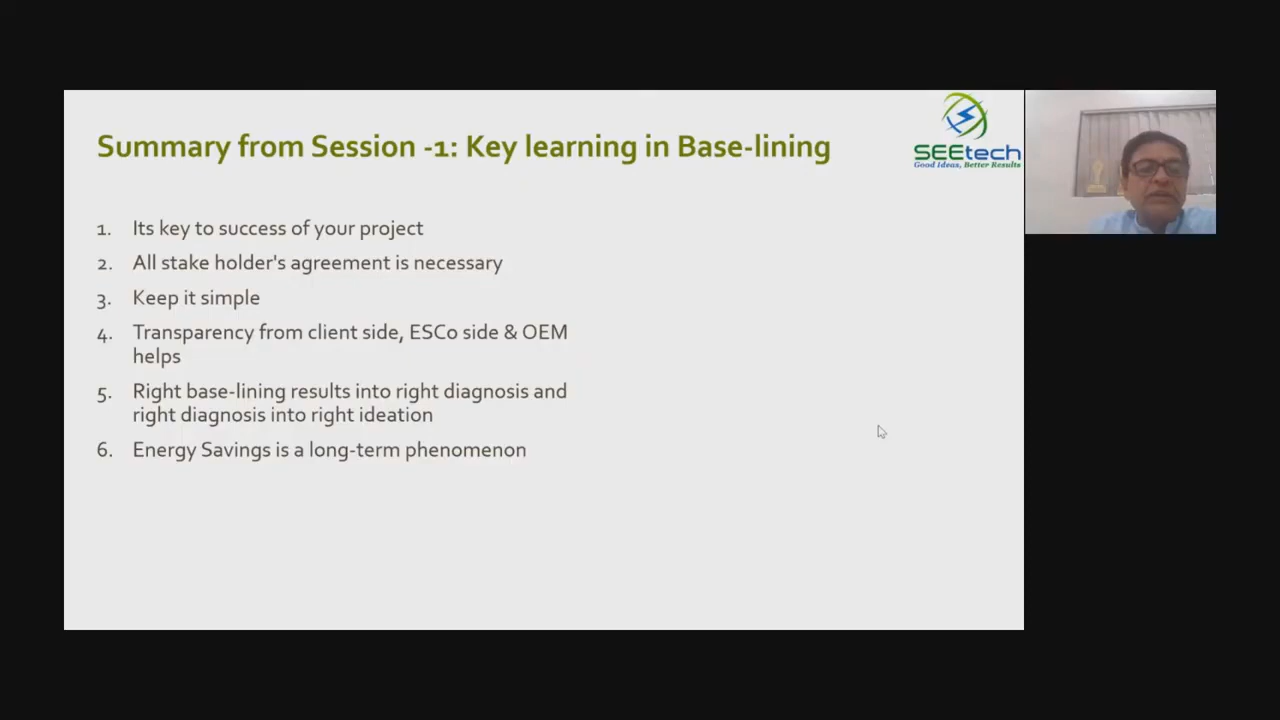 Summary from Session -1: Key learning in Base-lining
SEEtech
Good Ideas, Better Results
1. Its key to success of your project
2. All stake holder's agreement is necessary
3. Keep it simple
4. Transparency from client side, ESCo side & OEM
helps
5. Right base-lining results into right diagnosis and
right diagnosis into right ideation
6. Energy Savings is a long-term phenomenon